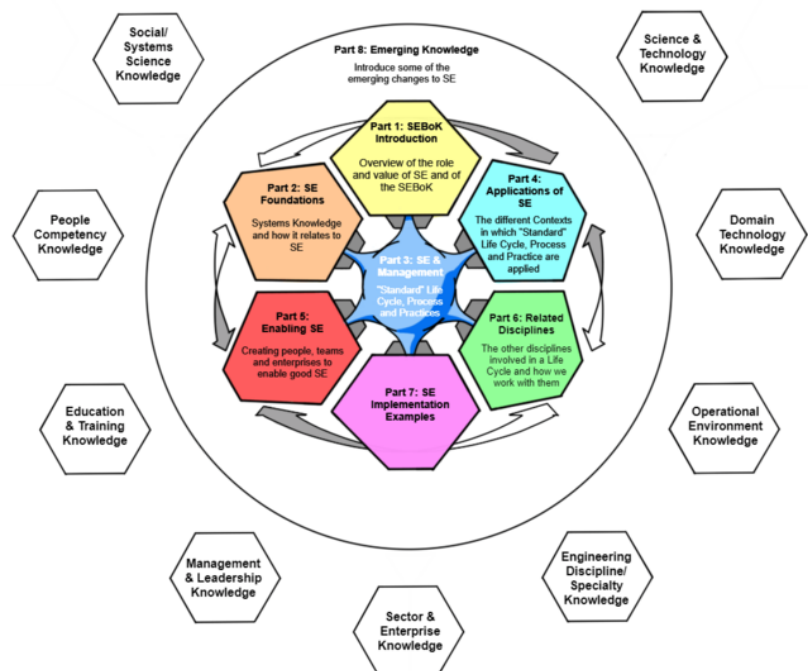 Social/
Systems
Science
Knowledge
Science &
Technology
Knowledge
Part 8: Emerging Knowledge
Introduce some of the
emerging changes to SE
Part 1: SEBoK
Introduction
Overview of the role
and value of SE and of
the SEBoK
Part 2: SE
Foundations
Systems Knowledge
and how it relates to
SE
Part 4:
Applications of
SE
The different Contexts
in which "Standard"
Life Cycle, Process
and Practice are
applied
People
Competency
Knowledge
Domain
Technology
Knowledge
Part 3: SE &
Management
"Standard" Life
Cycle, Process
and Practices
Part 5:
Enabling SE
Creating people, teams
and enterprises to
enable good SE
Part 6: Related
Disciplines
The other disciplines
involved in a Life
Cycle and how we
work with them
Part 7: SE
Implementation
Examples
Education
& Training
Knowledge
Operational
Environment
Knowledge
Management
& Leadership
Knowledge
Engineering
Discipline/
Specialty
Knowledge
Sector &
Enterprise
Knowledge